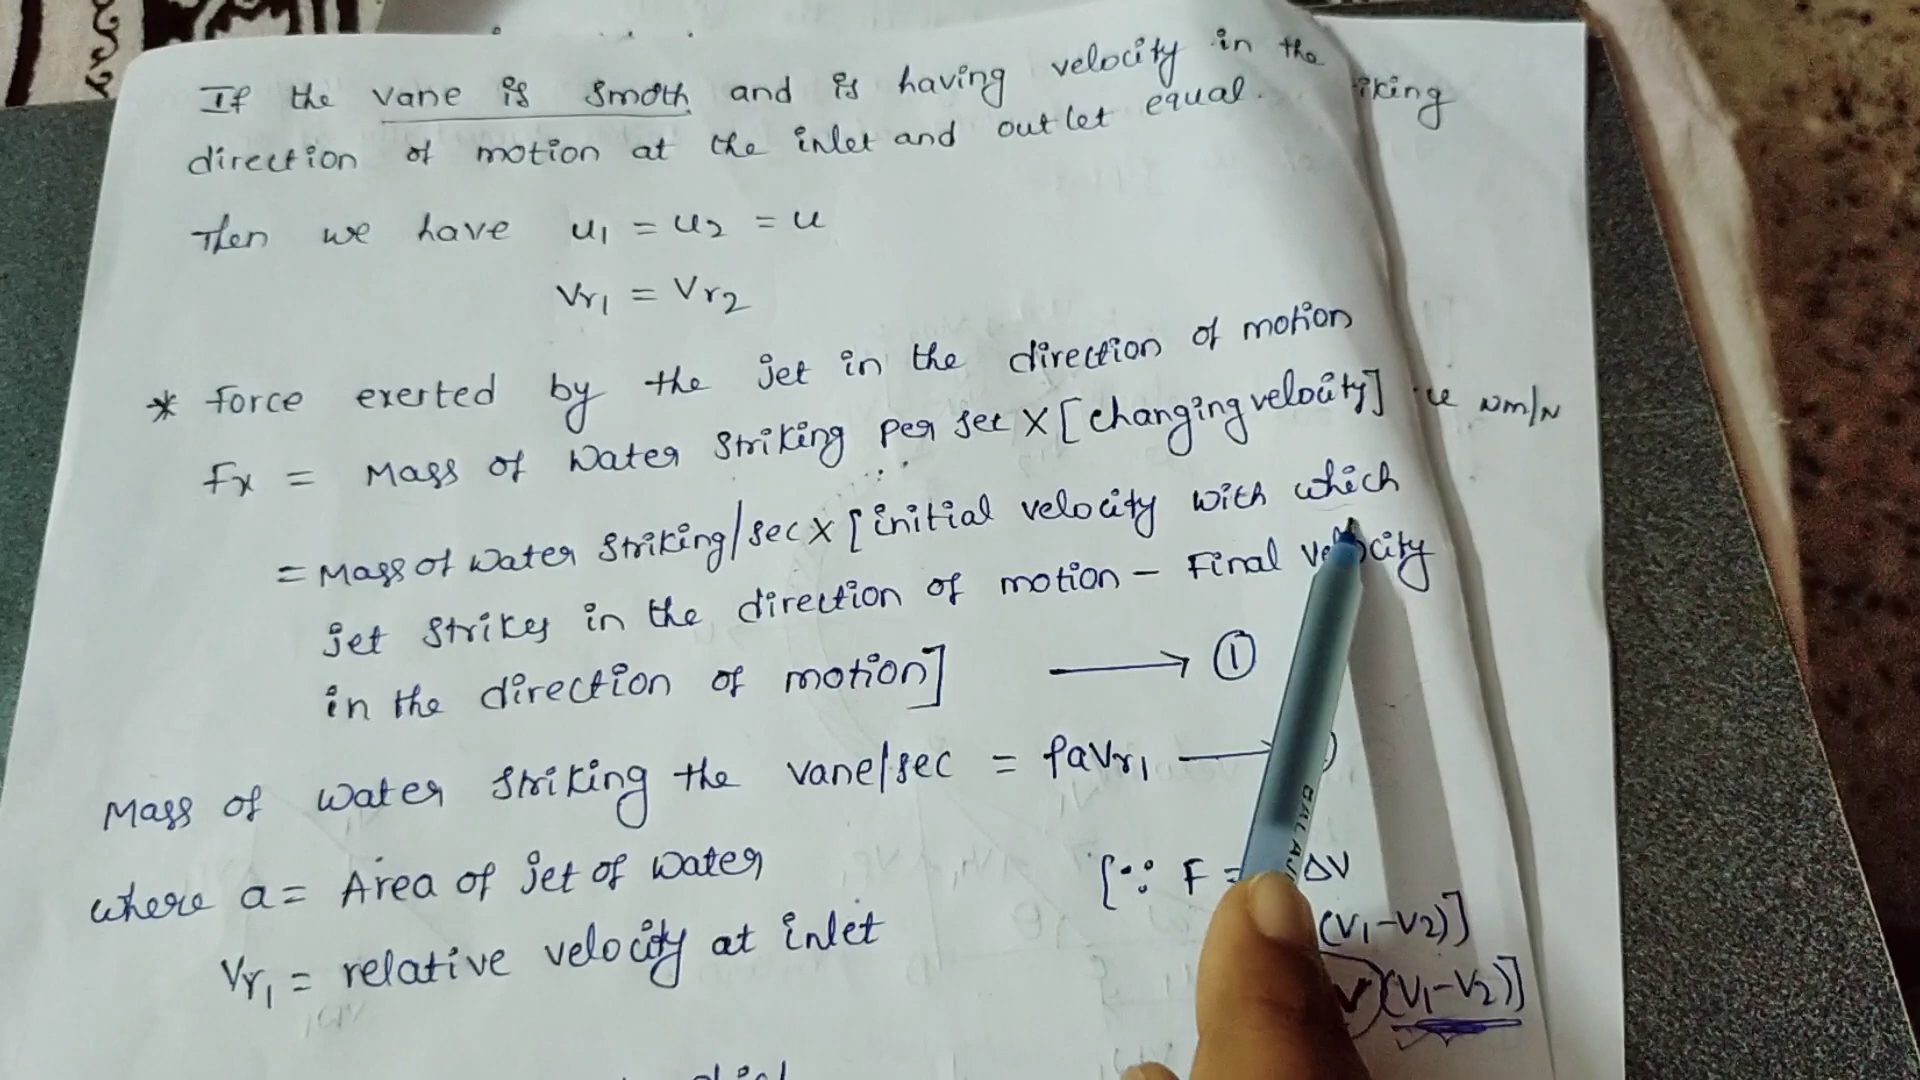 If the vane is smoth and is having velocity in the
direction of motion at the inlet and outlet equal.
iking
Then we have u1 = u2 = u
Vr1 = Vr2
* Force exerted by the jet in the direction of motion
Fx = Mass of water striking per sec x [changing velocity]
Nm/N
= Mass of water striking/sec x [initial velocity with which
jet strikes in the direction of motion - Final velocity
in the direction of motion] → ①
Mass of water striking the vane/sec = ρaVr1 →
where a = Area of jet of water
Vr1 = relative velocity at inlet
[∵ F = ΔV
(V1-V2)]
V)(V1-V2)]